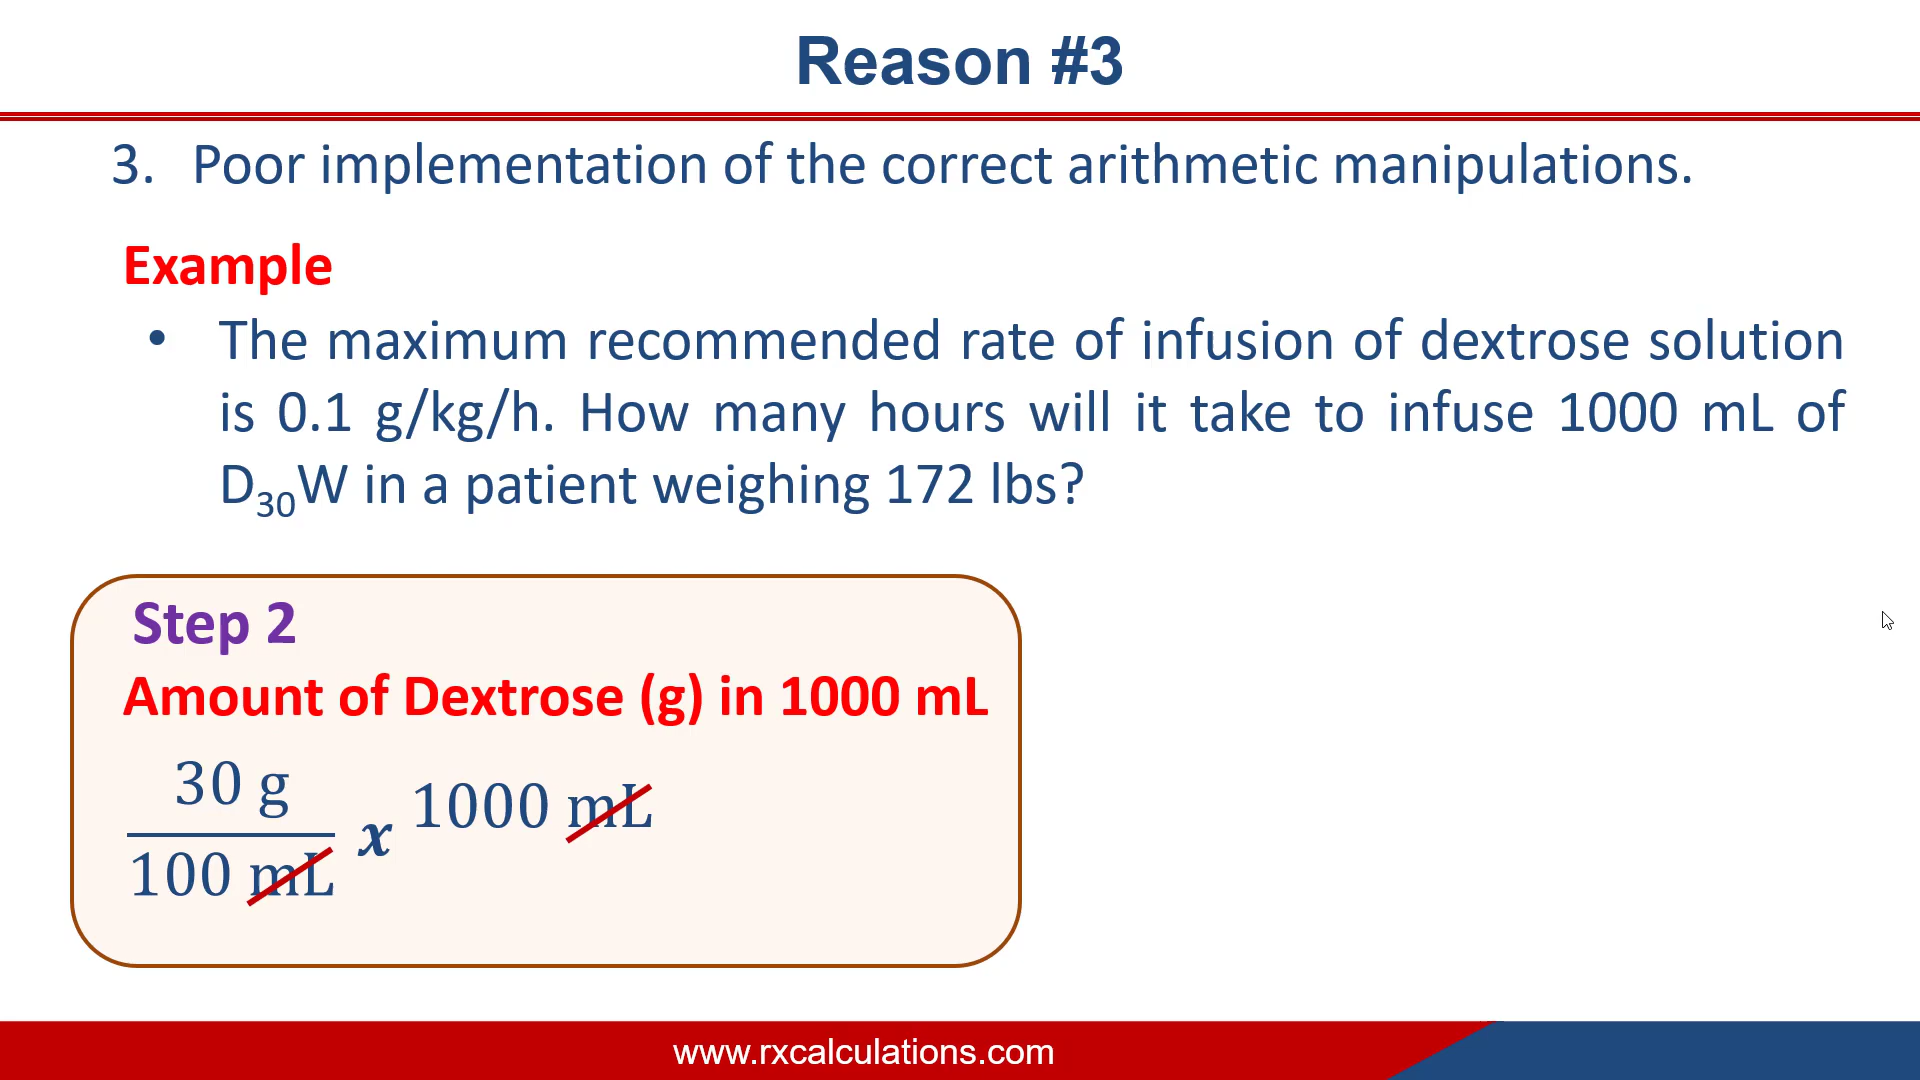 Reason #3
3. Poor implementation of the correct arithmetic manipulations.
Example
• The maximum recommended rate of infusion of dextrose solution
is 0.1 g/kg/h. How many hours will it take to infuse 1000 mL of
D₃₀W in a patient weighing 172 lbs?
Step 2
Amount of Dextrose (g) in 1000 mL
30 g
100 mL
x
1000 mL
www.rxcalculations.com